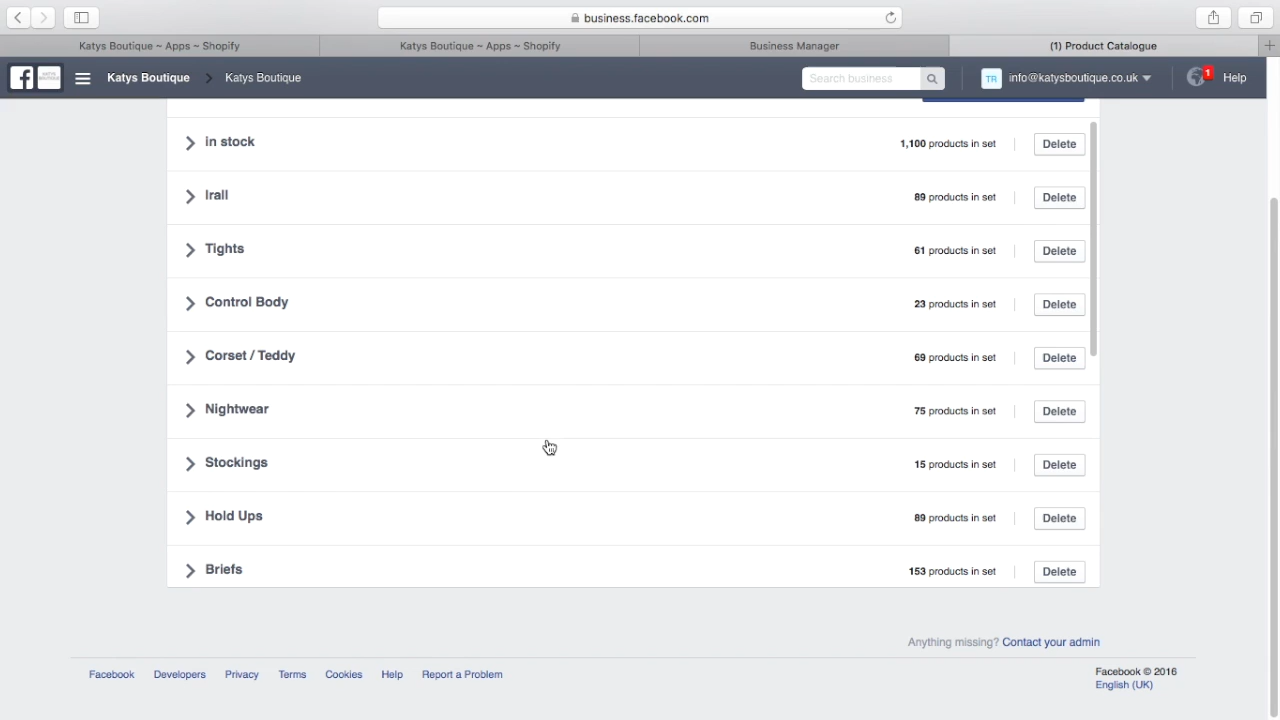 business.facebook.com
Katys Boutique ~ Apps ~ Shopify
Katys Boutique ~ Apps ~ Shopify
Business Manager
(1) Product Catalogue
Katys Boutique
Katys Boutique
Search business
TR
info@katysboutique.co.uk
1
Help
in stock
1,100 products in set
Delete
Irall
89 products in set
Delete
Tights
61 products in set
Delete
Control Body
23 products in set
Delete
Corset / Teddy
69 products in set
Delete
Nightwear
75 products in set
Delete
Stockings
15 products in set
Delete
Hold Ups
89 products in set
Delete
Briefs
153 products in set
Delete
Anything missing? Contact your admin
Facebook Developers Privacy Terms Cookies Help Report a Problem
Facebook © 2016
English (UK)